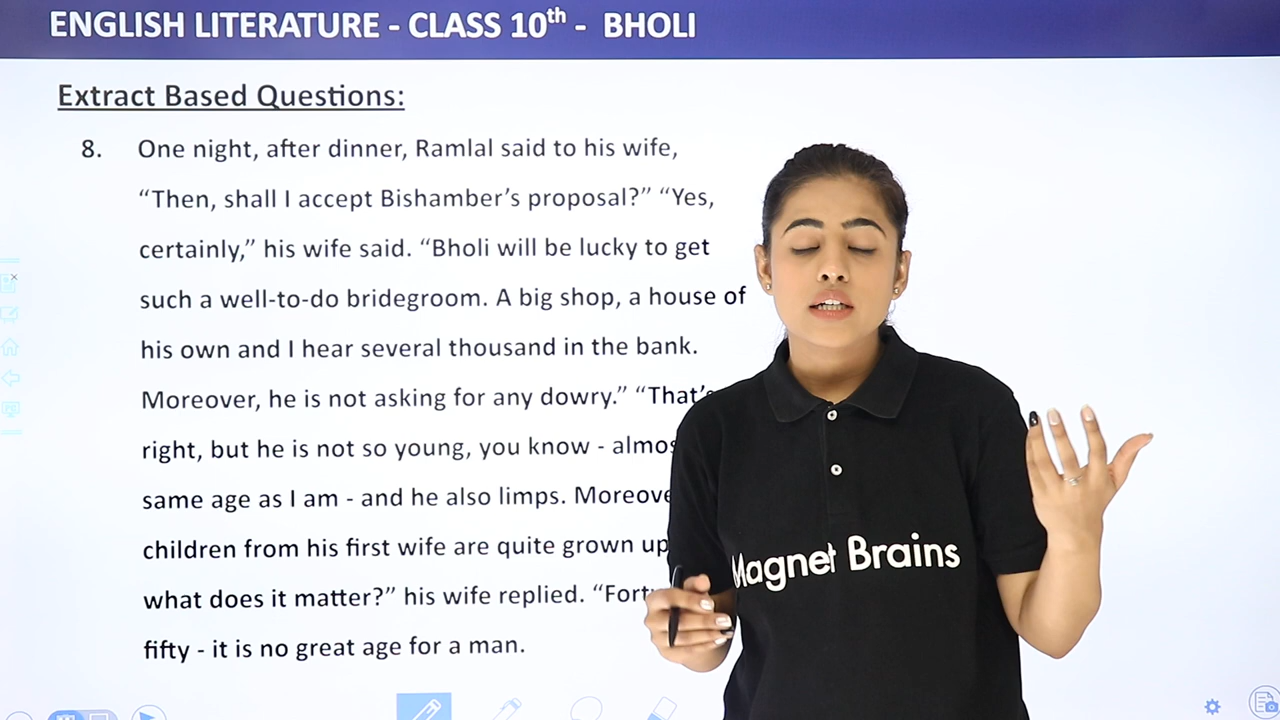 ENGLISH LITERATURE - CLASS 10th - BHOLI
Extract Based Questions:
8. One night, after dinner, Ramlal said to his wife,
“Then, shall I accept Bishamber’s proposal?” “Yes,
certainly,” his wife said. “Bholi will be lucky to get
such a well-to-do bridegroom. A big shop, a house of
his own and I hear several thousand in the bank.
Moreover, he is not asking for any dowry.” “That’s
right, but he is not so young, you know -
same age as I am - and he also limps.
children from his first wife are quite grown up
what does it matter?” his wife replied.
fifty - it is no great age for a man.
Magnet Brains